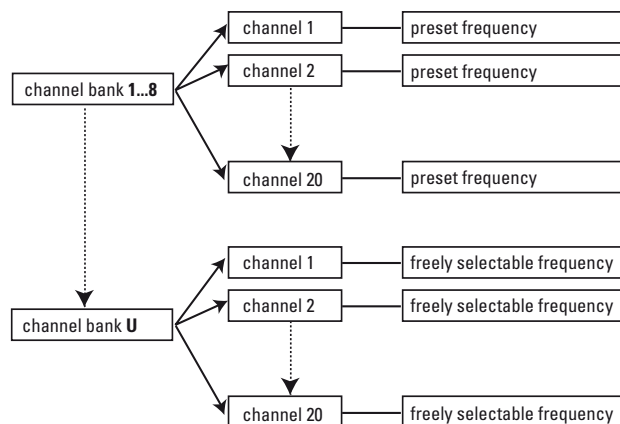 channel 1 preset frequency
channel 2 preset frequency
channel bank 1...8
channel 20 preset frequency
channel 1 freely selectable frequency
channel 2 freely selectable frequency
channel bank U
channel 20 freely selectable frequency